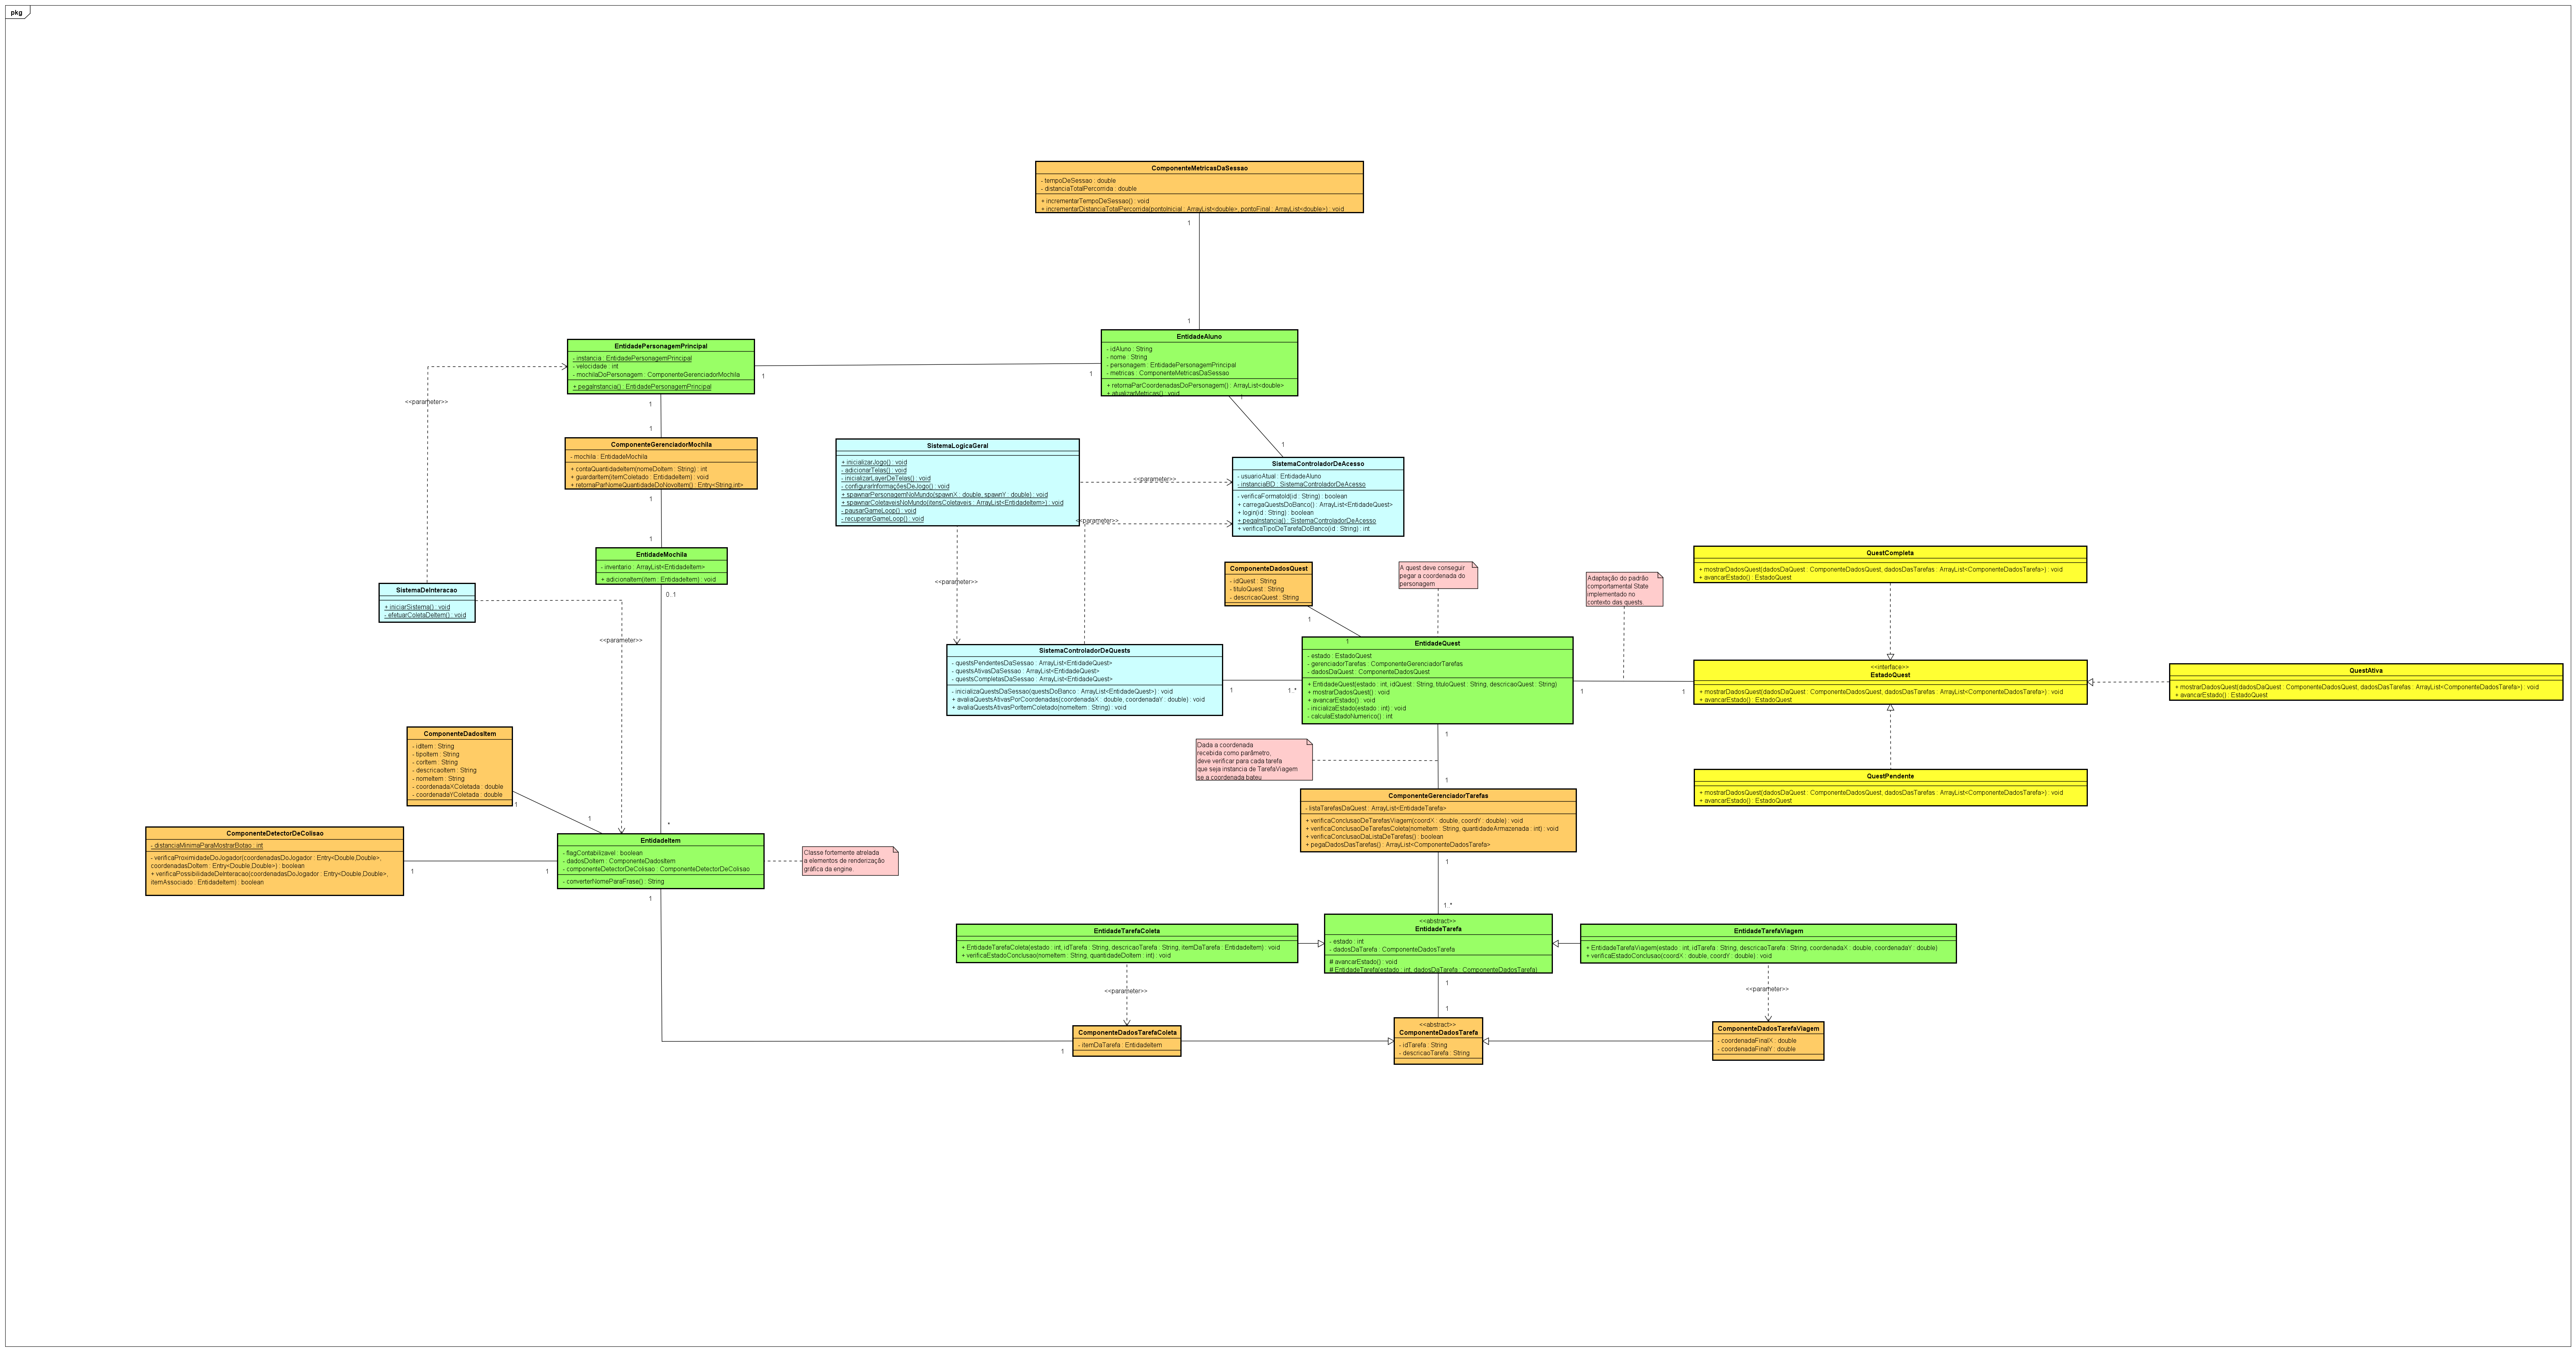 pkg
ComponenteMetricasDaSessao
- tempoDeSessao : double
- distanciaTotalPercorrida : double
+ incrementarTempoDeSessao() : void
+ incrementarDistanciaTotalPercorrida(pontoInicial : ArrayList<double>, pontoFinal : ArrayList<double>) : void
1
1
EntidadePersonagemPrincipal
- instancia : EntidadePersonagemPrincipal
- velocidade : int
- mochilaDoPersonagem : ComponenteGerenciadorMochila
+ pegaInstancia() : EntidadePersonagemPrincipal
1
1
EntidadeAluno
- idAluno : String
- nome : String
- personagem : EntidadePersonagemPrincipal
- metricas : ComponenteMetricasDaSessao
+ retornaParCoordenadasDoPersonagem() : ArrayList<double>
+ atualizarMetricas() : void
1
1
<<parameter>>
1
1
ComponenteGerenciadorMochila
- mochila : EntidadeMochila
+ contaQuantidadeItem(nomeDoItem : String) : int
+ guardarItem(itemColetado : EntidadeItem) : void
+ retornaParNomeQuantidadeDoNovoItem() : Entry<String,int>
1
1
SistemaLogicaGeral
+ inicializarJogo() : void
- adicionarTelas() : void
- inicializarLayerDeTelas() : void
- configurarInformaçõesDeJogo() : void
+ spawnarPersonagemNoMundo(spawnX : double, spawnY : double) : void
+ spawnarColetaveisNoMundo(itensColetaveis : ArrayList<EntidadeItem>) : void
- pausarGameLoop() : void
- recuperarGameLoop() : void
<<parameter>>
<<parameter>>
<<parameter>>
SistemaControladorDeAcesso
- usuarioAtual : EntidadeAluno
- instanciaBD : SistemaControladorDeAcesso
- verificaFormatoId(id : String) : boolean
+ carregaQuestsDoBanco() : ArrayList<EntidadeQuest>
+ login(id : String) : boolean
+ pegaInstancia() : SistemaControladorDeAcesso
+ verificaTipoDeTarefaDoBanco(id : String) : int
EntidadeMochila
- inventario : ArrayList<EntidadeItem>
+ adicionaItem(item : EntidadeItem) : void
0..1
SistemaDeInteracao
+ iniciarSistema() : void
- efetuarColetaDeItem() : void
<<parameter>>
ComponenteDadosQuest
- idQuest : String
- tituloQuest : String
- descricaoQuest : String
1
1
A quest deve conseguir
pegar a coordenada do
personagem
Adaptação do padrão
comportamental State
implementado no
contexto das quests.
QuestCompleta
+ mostrarDadosQuest(dadosDaQuest : ComponenteDadosQuest, dadosDasTarefas : ArrayList<ComponenteDadosTarefa>) : void
+ avancarEstado() : EstadoQuest
SistemaControladorDeQuests
- questsPendentesDaSessao : ArrayList<EntidadeQuest>
- questsAtivasDaSessao : ArrayList<EntidadeQuest>
- questsCompletasDaSessao : ArrayList<EntidadeQuest>
- inicializaQuestsDaSessao(questsDoBanco : ArrayList<EntidadeQuest>) : void
+ avaliaQuestsAtivasPorCoordenadas(coordenadaX : double, coordenadaY : double) : void
+ avaliaQuestsAtivasPorItemColetado(nomeItem : String) : void
1
1..*
EntidadeQuest
- estado : EstadoQuest
- gerenciadorTarefas : ComponenteGerenciadorTarefas
- dadosDaQuest : ComponenteDadosQuest
+ EntidadeQuest(estado : int, idQuest : String, tituloQuest : String, descricaoQuest : String)
+ mostrarDadosQuest() : void
+ avancarEstado() : void
- inicializaEstado(estado : int) : void
- calculaEstadoNumerico() : int
1
1
<<interface>>
EstadoQuest
+ mostrarDadosQuest(dadosDaQuest : ComponenteDadosQuest, dadosDasTarefas : ArrayList<ComponenteDadosTarefa>) : void
+ avancarEstado() : EstadoQuest
QuestAtiva
+ mostrarDadosQuest(dadosDaQuest : ComponenteDadosQuest, dadosDasTarefas : ArrayList<ComponenteDadosTarefa>) : void
+ avancarEstado() : EstadoQuest
QuestPendente
+ mostrarDadosQuest(dadosDaQuest : ComponenteDadosQuest, dadosDasTarefas : ArrayList<ComponenteDadosTarefa>) : void
+ avancarEstado() : EstadoQuest
Dada a coordenada
recebida como parâmetro,
deve verificar para cada tarefa
que seja instancia de TarefaViagem
se a coordenada bateu
1
1
ComponenteDadosItem
- idItem : String
- tipoItem : String
- corItem : String
- descricaoItem : String
- nomeItem : String
- coordenadaXColetada : double
- coordenadaYColetada : double
1
1
*
ComponenteGerenciadorTarefas
- listaTarefasDaQuest : ArrayList<EntidadeTarefa>
+ verificaConclusaoDeTarefasViagem(coordX : double, coordY : double) : void
+ verificaConclusaoDeTarefasColeta(nomeItem : String, quantidadeArmazenada : int) : void
+ verificaConclusaoDaListaDeTarefas() : boolean
+ pegaDadosDasTarefas() : ArrayList<ComponenteDadosTarefa>
1
1..*
ComponenteDetectorDeColisao
- distanciaMinimaParaMostrarBotao : int
- verificaProximidadeDoJogador(coordenadasDoJogador : Entry<Double,Double>,
coordenadasDoItem : Entry<Double,Double>) : boolean
+ verificaPossibilidadeDeInteracao(coordenadasDoJogador : Entry<Double,Double>,
itemAssociado : EntidadeItem) : boolean
1
1
EntidadeItem
- flagContabilizavel : boolean
- dadosDoItem : ComponenteDadosItem
- componenteDetectorDeColisao : ComponenteDetectorDeColisao
- converterNomeParaFrase() : String
1
Classe fortemente atrelada
a elementos de renderização
gráfica da engine.
EntidadeTarefaColeta
+ EntidadeTarefaColeta(estado : int, idTarefa : String, descricaoTarefa : String, itemDaTarefa : EntidadeItem) : void
+ verificaEstadoConclusao(nomeItem : String, quantidadeDoItem : int) : void
<<abstract>>
EntidadeTarefa
- estado : int
- dadosDaTarefa : ComponenteDadosTarefa
# avancarEstado() : void
# EntidadeTarefa(estado : int, dadosDaTarefa : ComponenteDadosTarefa)
EntidadeTarefaViagem
+ EntidadeTarefaViagem(estado : int, idTarefa : String, descricaoTarefa : String, coordenadaX : double, coordenadaY : double)
+ verificaEstadoConclusao(coordX : double, coordY : double) : void
<<parameter>>
1
1
<<parameter>>
ComponenteDadosTarefaColeta
- itemDaTarefa : EntidadeItem
1
<<abstract>>
ComponenteDadosTarefa
- idTarefa : String
- descricaoTarefa : String
ComponenteDadosTarefaViagem
- coordenadaFinalX : double
- coordenadaFinalY : double